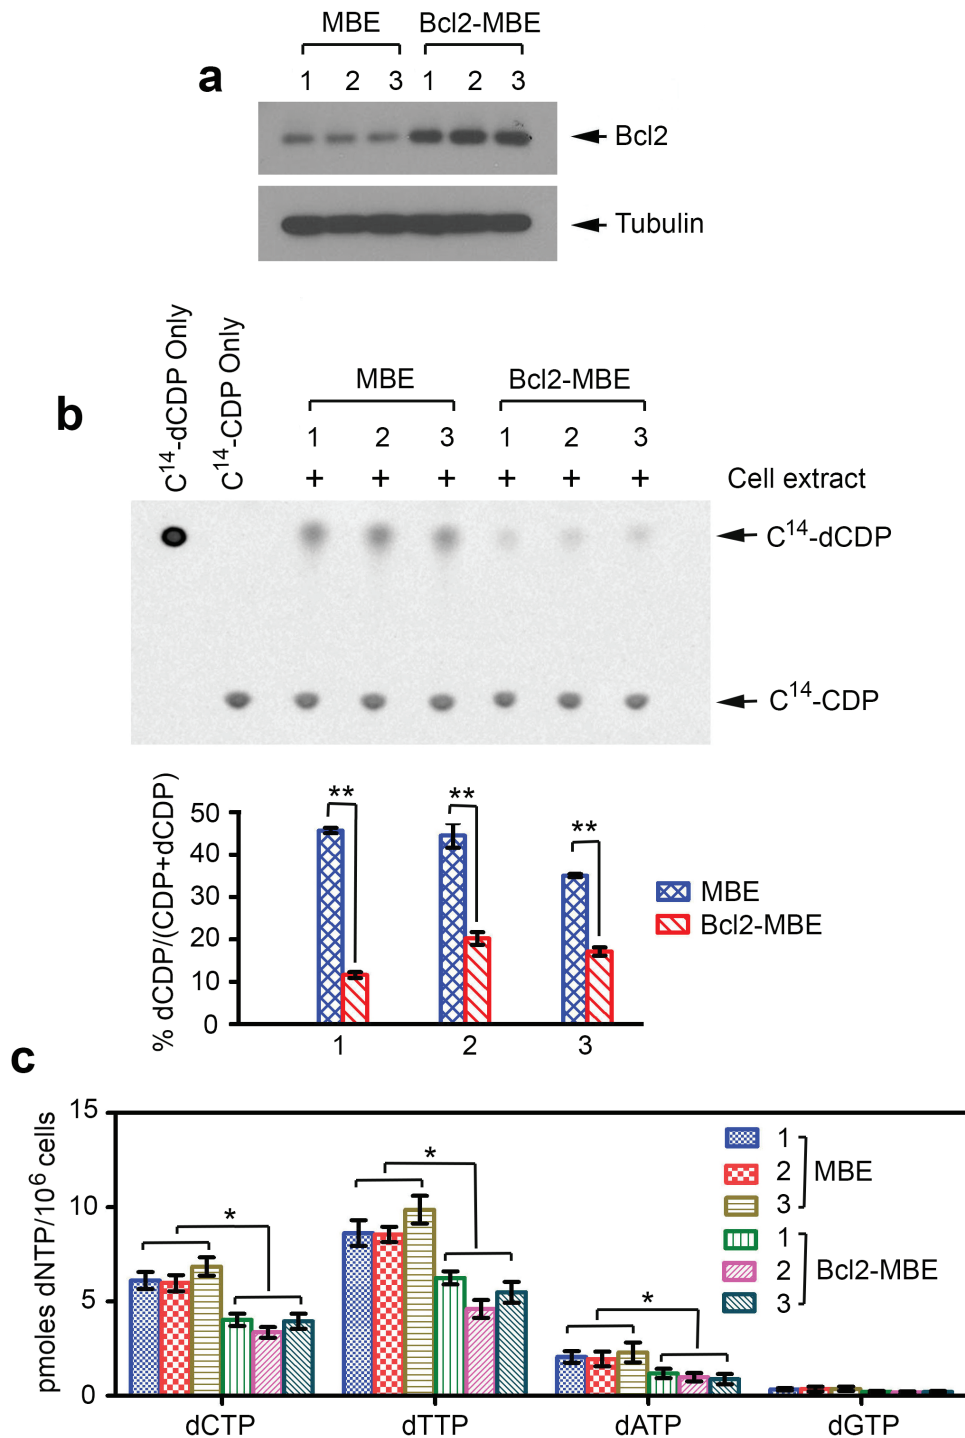 MBE Bcl2-MBE
a
1 2 3 1 2 3
Bcl2
Tubulin
b
C14-dCDP Only
C14-CDP Only
MBE Bcl2-MBE
1 2 3 1 2 3
+ + + + + + Cell extract
C14-dCDP
C14-CDP
% dCDP/(CDP+dCDP)
50
40
30
20
10
0
** ** **
MBE
Bcl2-MBE
1 2 3
c
pmoles dNTP/10^6 cells
15
10
5
0
* * *
1
2 MBE
3
1
2 Bcl2-MBE
3
dCTP dTTP dATP dGTP